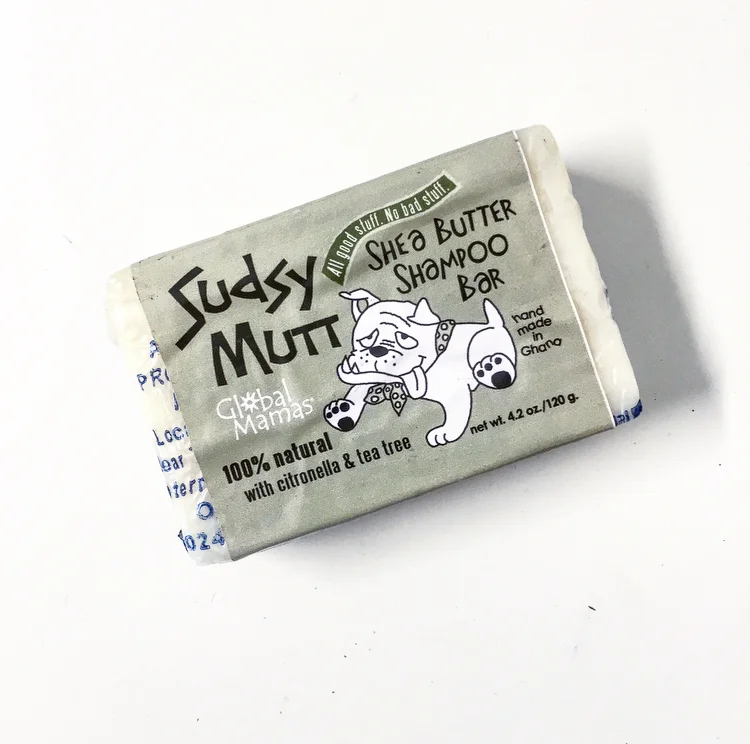 All good stuff. No bad stuff.
Sudsy
Mutt
Shea Butter
Shampoo
Bar
hand
made
in
Ghana
Global
Mamas
100% natural
with citronella & tea tree
net wt. 4.2 oz./120 g.